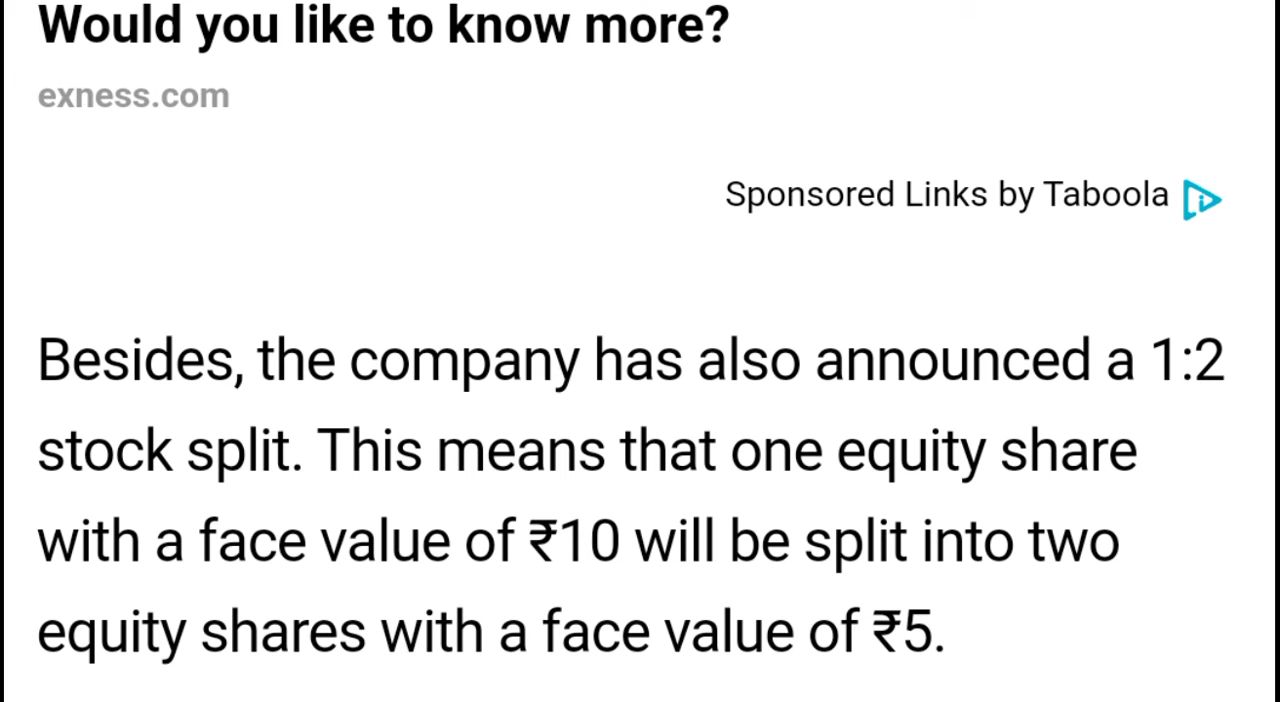 Would you like to know more?
exness.com
Sponsored Links by Taboola
Besides, the company has also announced a 1:2
stock split. This means that one equity share
with a face value of ₹10 will be split into two
equity shares with a face value of ₹5.